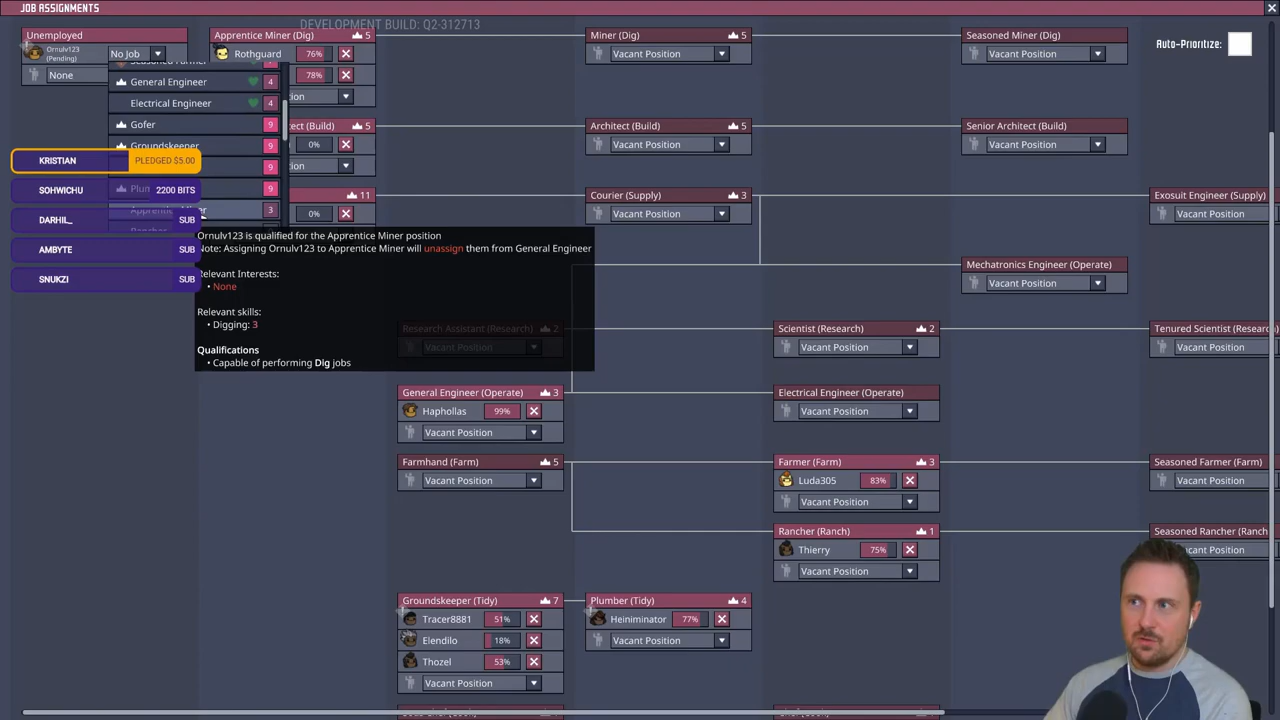 JOB ASSIGNMENTS
DEVELOPMENT BUILD: Q2-312713
Auto-Prioritize:
Unemployed
Ornulv123
(Pending)
No Job
None
General Engineer 4
Electrical Engineer 4
Gofer 9
Groundskeeper 9
9
9
Apprentice Miner 3
Apprentice Miner (Dig) 5
Rothguard 76%
78%
Miner (Dig) 5
Vacant Position
Seasoned Miner (Dig)
Vacant Position
(Build) 5
0%
Architect (Build) 5
Vacant Position
Senior Architect (Build)
Vacant Position
11
0%
Courier (Supply) 3
Vacant Position
Exosuit Engineer (Supply)
Vacant Position
Mechatronics Engineer (Operate)
Vacant Position
KRISTIAN PLEDGED $5.00
SOHWICHU 2200 BITS
DARHIL_ SUB
AMBYTE SUB
SNUKZI SUB
Ornulv123 is qualified for the Apprentice Miner position
Note: Assigning Ornulv123 to Apprentice Miner will unassign them from General Engineer
Relevant Interests:
• None
Relevant skills:
• Digging: 3
Qualifications
• Capable of performing Dig jobs
Research Assistant (Research) 2
Vacant Position
Scientist (Research) 2
Vacant Position
Tenured Scientist (Research)
Vacant Position
General Engineer (Operate) 3
Haphollas 99%
Vacant Position
Electrical Engineer (Operate)
Vacant Position
Farmhand (Farm) 5
Vacant Position
Farmer (Farm) 3
Luda305 83%
Vacant Position
Seasoned Farmer (Farm)
Vacant Position
Rancher (Ranch) 1
Thierry 75%
Vacant Position
Seasoned Rancher (Ranch
Vacant Position
Groundskeeper (Tidy) 7
Tracer8881 51%
Elendilo 18%
Thozel 53%
Vacant Position
Plumber (Tidy) 4
Heiniminator 77%
Vacant Position